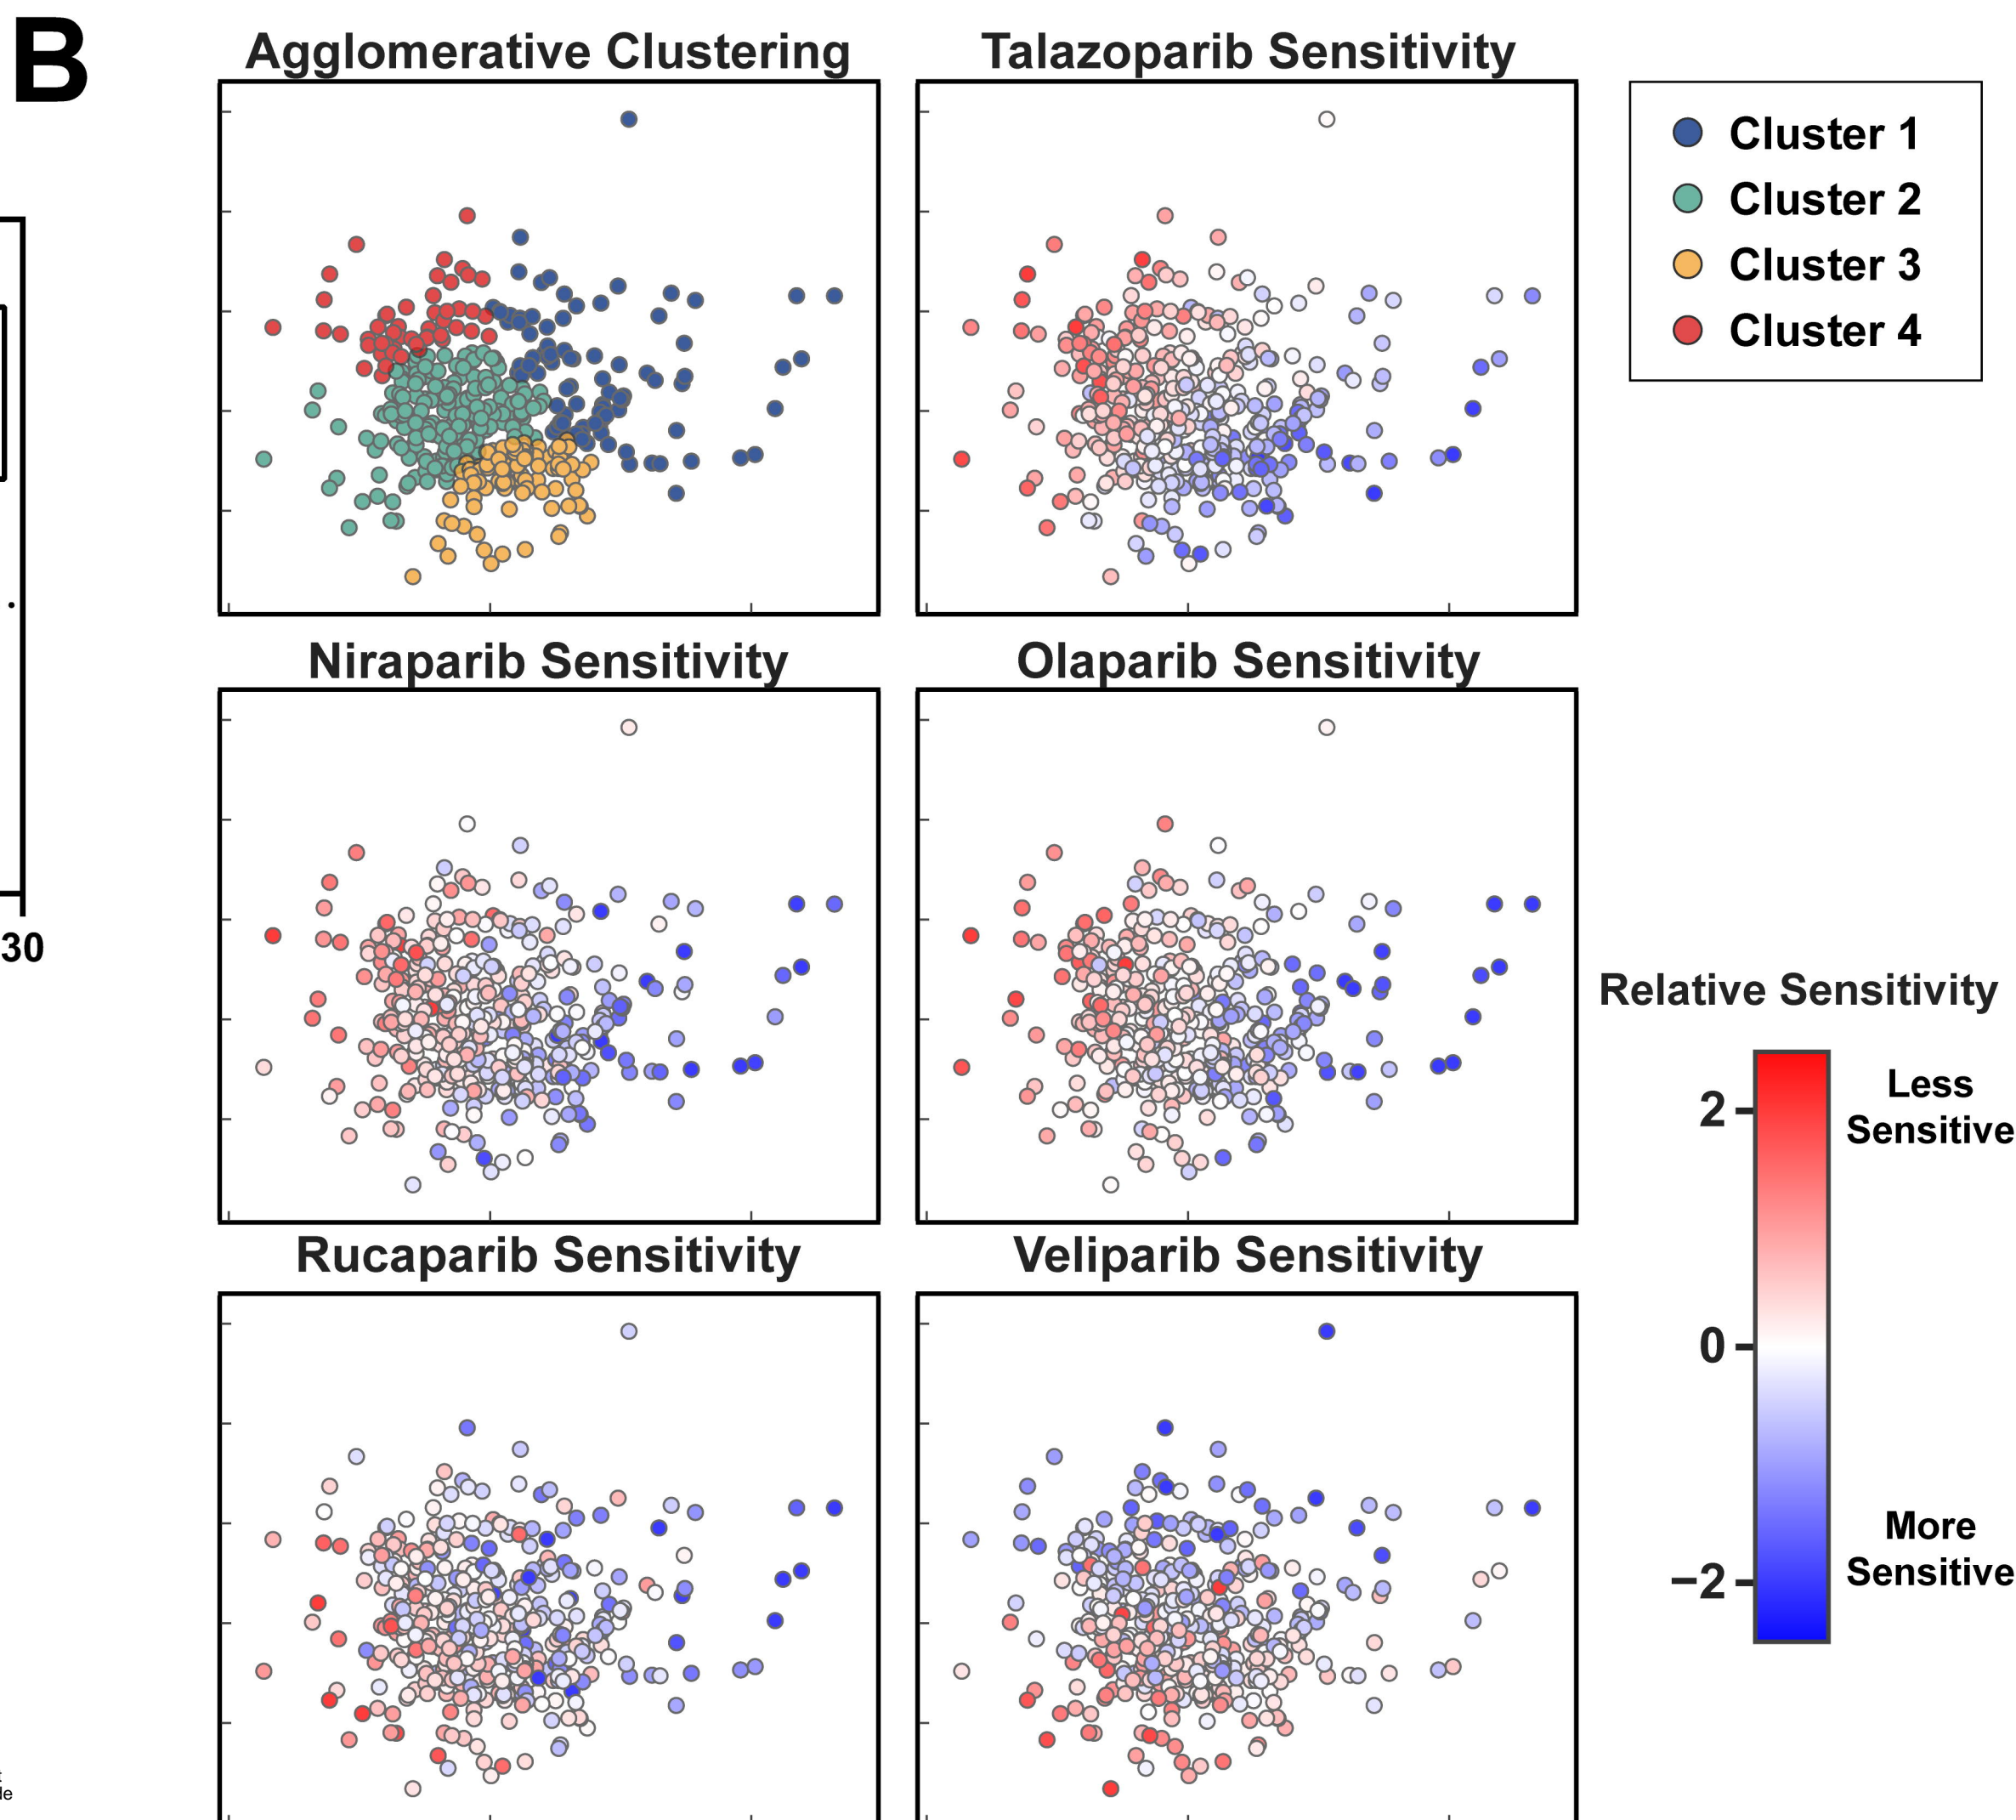 B
Agglomerative Clustering
Talazoparib Sensitivity
Cluster 1
Cluster 2
Cluster 3
Cluster 4
Niraparib Sensitivity
Olaparib Sensitivity
30
Relative Sensitivity
2
Less
Sensitive
0
More
Sensitive
−2
Rucaparib Sensitivity
Veliparib Sensitivity